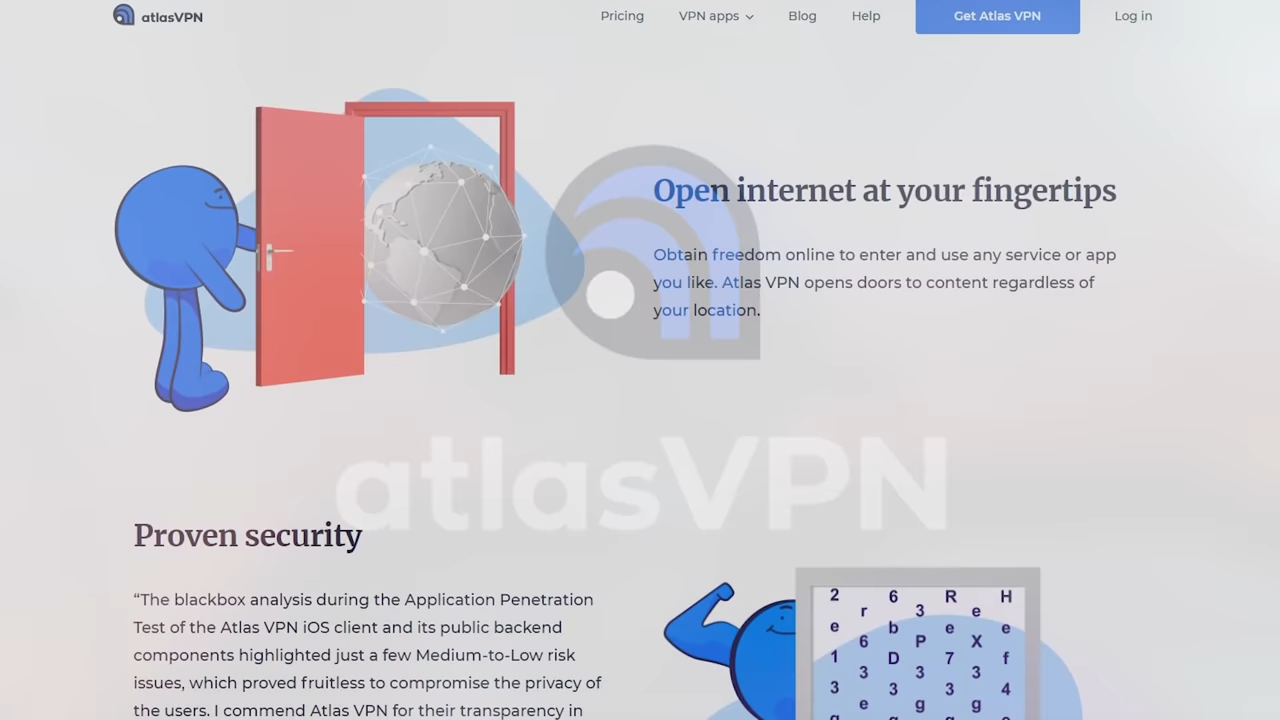 atlasVPN
Pricing
VPN apps
Blog
Help
Get Atlas VPN
Log in
Open internet at your fingertips
Obtain freedom online to enter and use any service or app
you like. Atlas VPN opens doors to content regardless of
your location.
atlasVPN
Proven security
“The blackbox analysis during the Application Penetration
Test of the Atlas VPN iOS client and its public backend
components highlighted just a few Medium-to-Low risk
issues, which proved fruitless to compromise the privacy of
the users. I commend Atlas VPN for their transparency in
2 6 R H
r 3 e
e b e e
6 P X
1 D 7 f
3 3 3
3 3 3 4
e g g